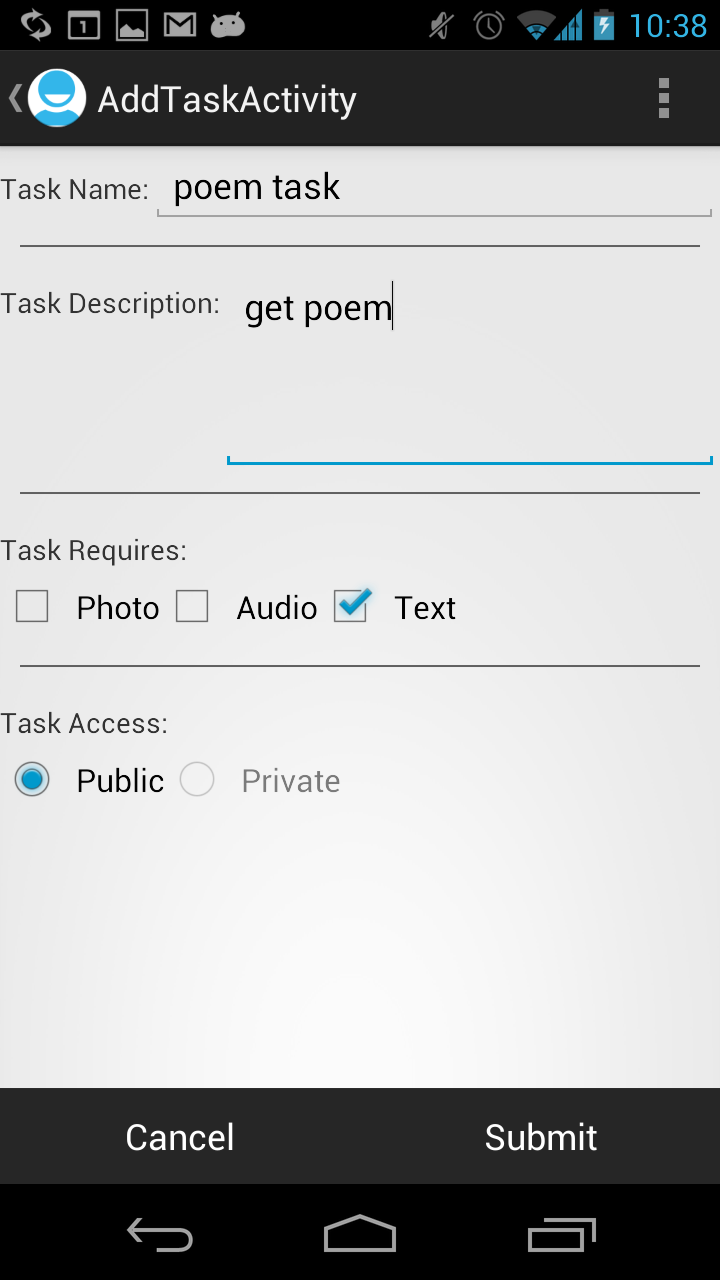 1 10:38
AddTaskActivity
Task Name: poem task
Task Description: get poem
Task Requires:
Photo Audio Text
Task Access:
Public Private
Cancel Submit